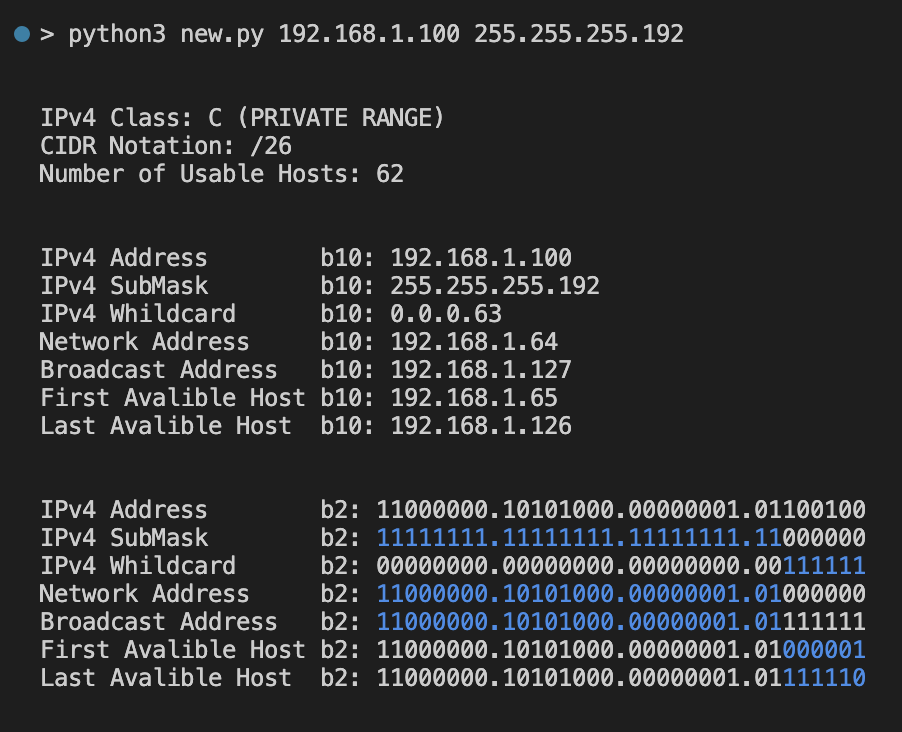 > python3 new.py 192.168.1.100 255.255.255.192
IPv4 Class: C (PRIVATE RANGE)
CIDR Notation: /26
Number of Usable Hosts: 62
IPv4 Address        b10: 192.168.1.100
IPv4 SubMask        b10: 255.255.255.192
IPv4 Whildcard      b10: 0.0.0.63
Network Address     b10: 192.168.1.64
Broadcast Address   b10: 192.168.1.127
First Avalible Host b10: 192.168.1.65
Last Avalible Host  b10: 192.168.1.126
IPv4 Address        b2: 11000000.10101000.00000001.01100100
IPv4 SubMask        b2: 11111111.11111111.11111111.11000000
IPv4 Whildcard      b2: 00000000.00000000.00000000.00111111
Network Address     b2: 11000000.10101000.00000001.01000000
Broadcast Address   b2: 11000000.10101000.00000001.01111111
First Avalible Host b2: 11000000.10101000.00000001.01000001
Last Avalible Host  b2: 11000000.10101000.00000001.01111110